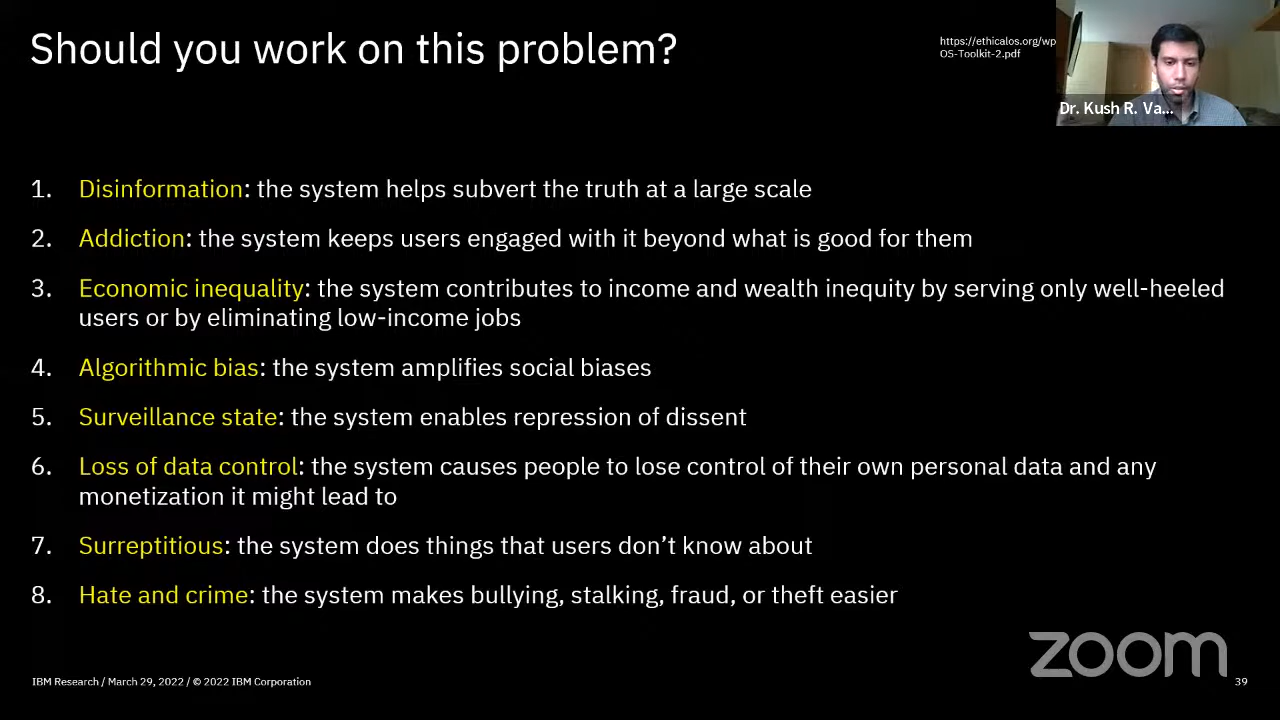 Should you work on this problem?
https://ethicalos.org/wp
OS-Toolkit-2.pdf
Dr. Kush R. Va...
1. Disinformation: the system helps subvert the truth at a large scale
2. Addiction: the system keeps users engaged with it beyond what is good for them
3. Economic inequality: the system contributes to income and wealth inequity by serving only well-heeled
users or by eliminating low-income jobs
4. Algorithmic bias: the system amplifies social biases
5. Surveillance state: the system enables repression of dissent
6. Loss of data control: the system causes people to lose control of their own personal data and any
monetization it might lead to
7. Surreptitious: the system does things that users don’t know about
8. Hate and crime: the system makes bullying, stalking, fraud, or theft easier
zoom
IBM Research / March 29, 2022 / © 2022 IBM Corporation
39